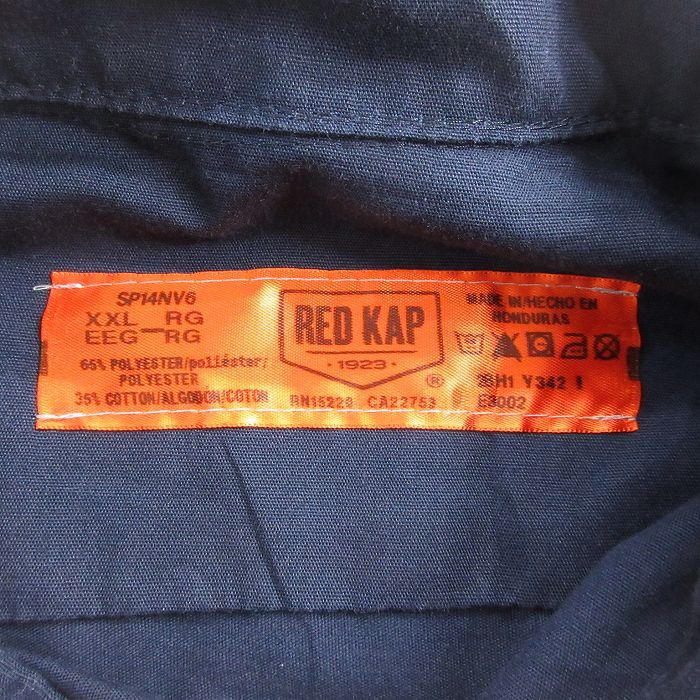 SP14NV6
XXL — RG
EEG — RG
65% POLYESTER/poliéster/
POLYESTER
35% COTTON/ALGODON/COTON
RED KAP
· 1923 ·
®
RN15229 CA22753
MADE IN/HECHO EN
HONDURAS
Y342
E3002